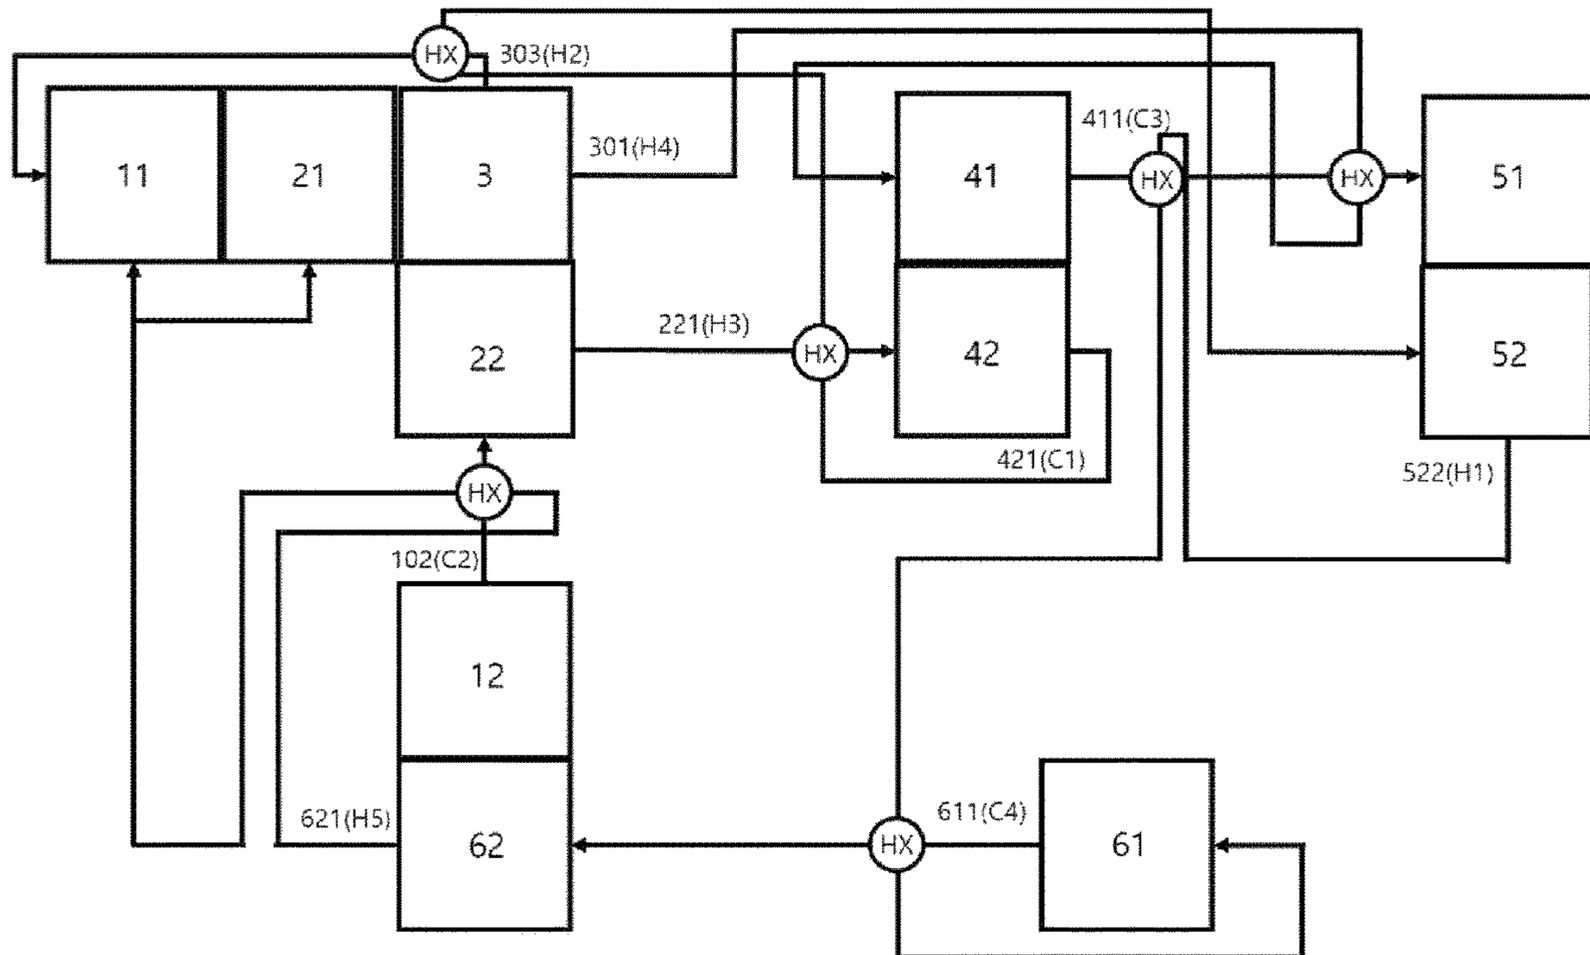 HX
303(H2)
11
21
3
301(H4)
41
411(C3)
HX
HX
51
22
221(H3)
HX
42
52
421(C1)
522(H1)
HX
102(C2)
12
621(H5)
62
HX
611(C4)
61